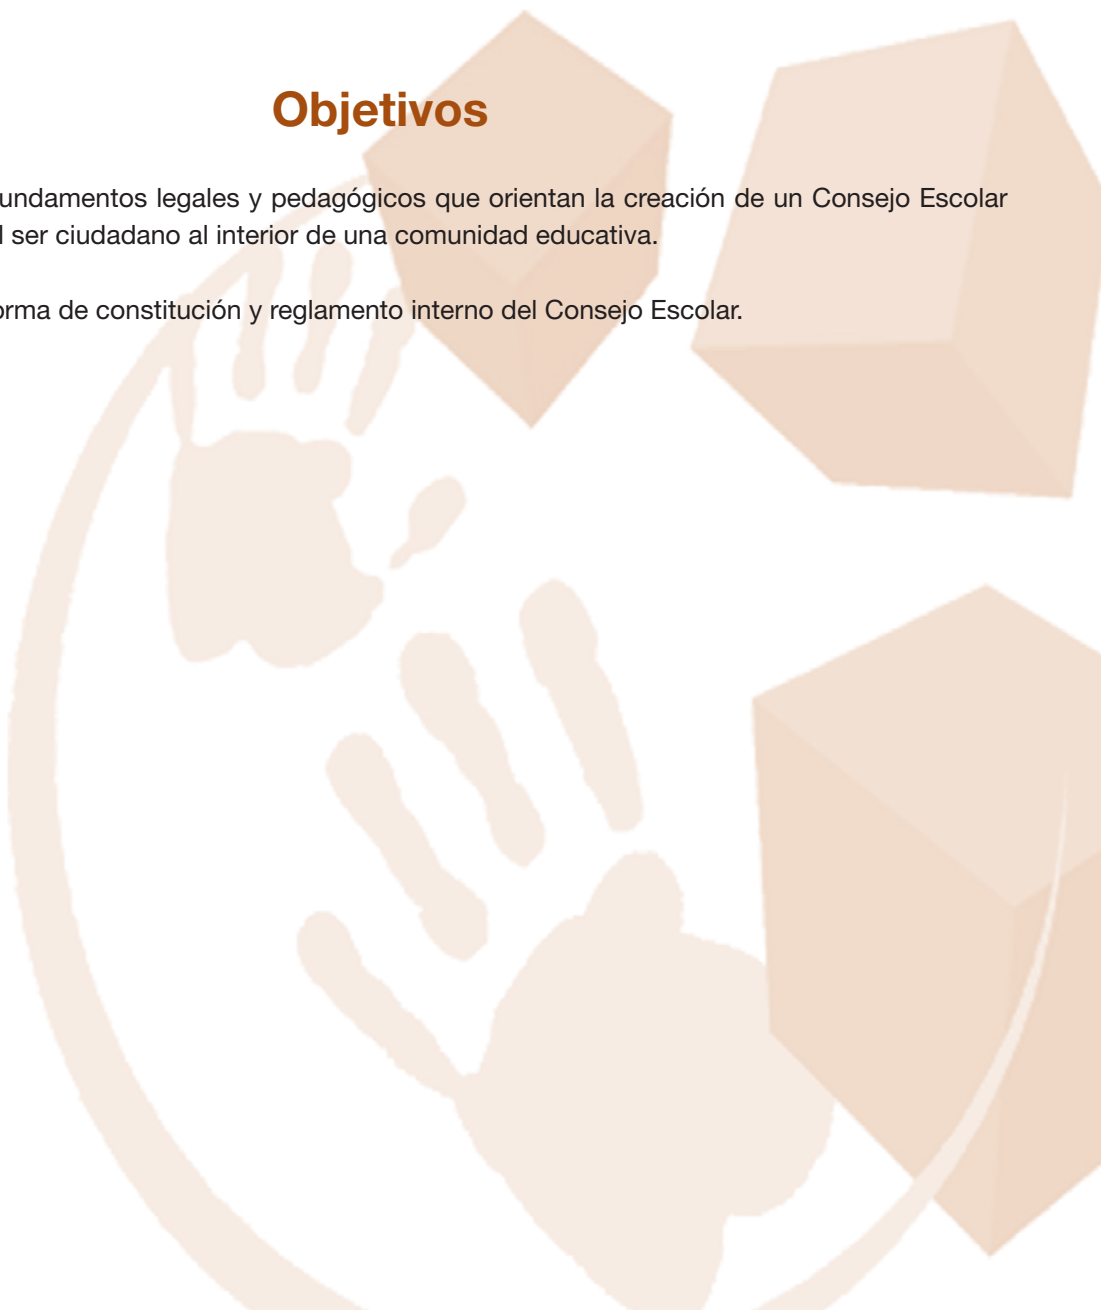 Objetivos
undamentos legales y pedagógicos que orientan la creación de un Consejo Escolar
l ser ciudadano al interior de una comunidad educativa.
orma de constitución y reglamento interno del Consejo Escolar.